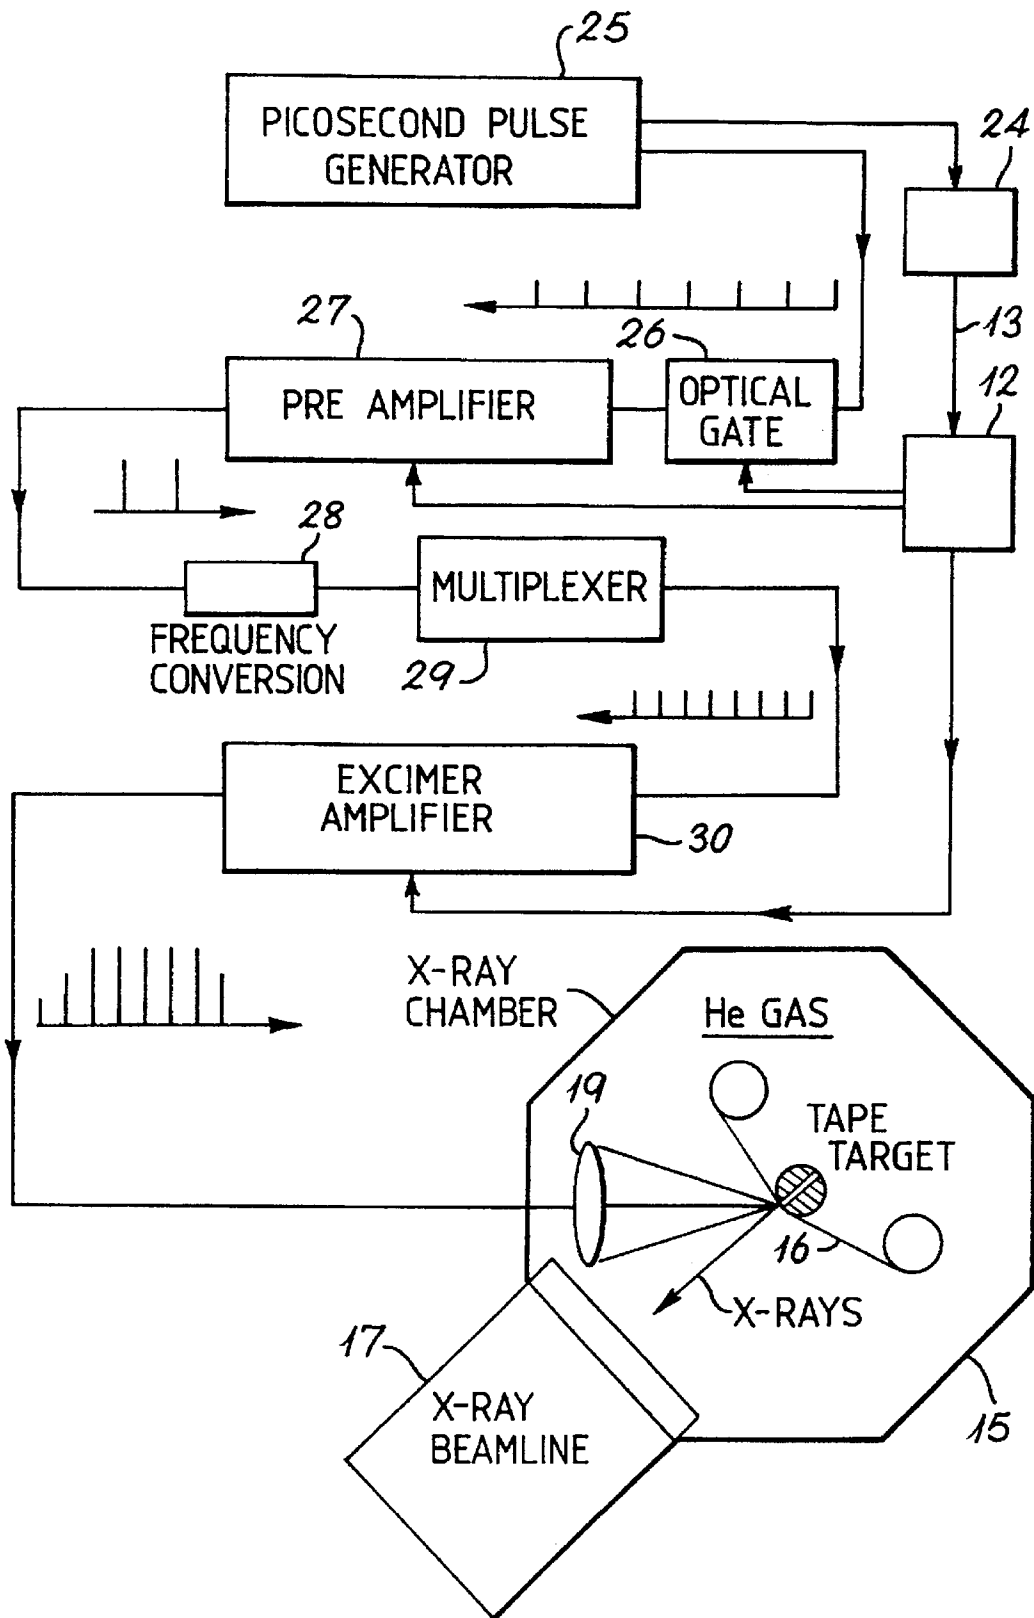 25
PICOSECOND PULSE
GENERATOR
24
13
27
26
12
PRE AMPLIFIER
OPTICAL
GATE
28
MULTIPLEXER
FREQUENCY
CONVERSION
29
EXCIMER
AMPLIFIER
30
X-RAY
CHAMBER
He GAS
19
TAPE
TARGET
16
X-RAYS
17
X-RAY
BEAMLINE
15